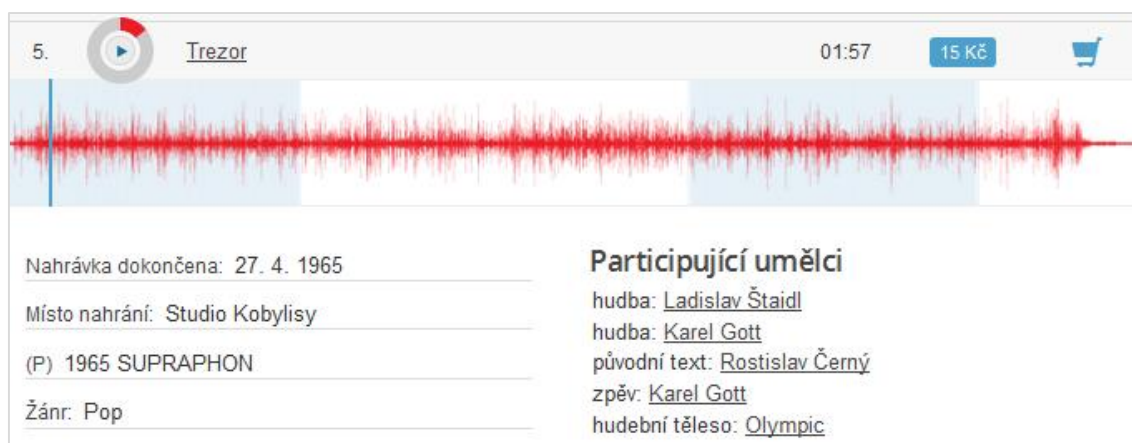 5. Trezor 01:57 15 Kč
Nahrávka dokončena: 27. 4. 1965
Místo nahrání: Studio Kobylisy
(P) 1965 SUPRAPHON
Žánr: Pop
Participující umělci
hudba: Ladislav Štaidl
hudba: Karel Gott
původní text: Rostislav Černý
zpěv: Karel Gott
hudební těleso: Olympic